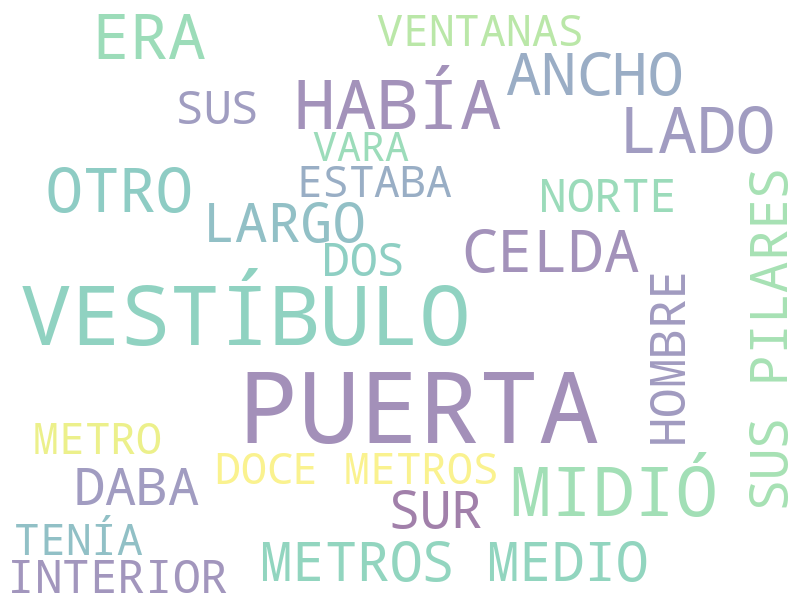 ERA
VENTANAS
ANCHO
SUS
HABÍA
LADO
VARA
ESTABA
OTRO
NORTE
LARGO
DOS
CELDA
SUS PILARES
VESTÍBULO
HOMBRE
PUERTA
METRO
DOCE METROS
DABA
SUR
MIDIÓ
TENÍA
INTERIOR
METROS MEDIO